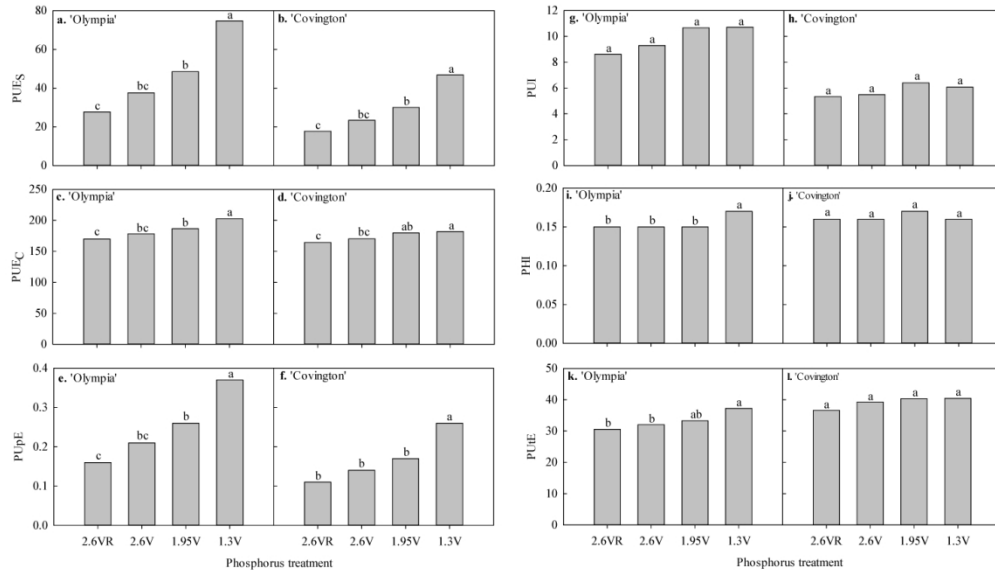 PUE_S
80
60
40
20
0
a. 'Olympia'
c
bc
b
a
b. 'Covington'
c
bc
b
a
PUE_C
250
200
150
100
50
0
c. 'Olympia'
c
bc
b
a
d. 'Covington'
c
bc
ab
a
PUpE
0.4
0.3
0.2
0.1
0.0
e. 'Olympia'
c
bc
b
a
f. 'Covington'
b
b
b
a
2.6VR 2.6V 1.95V 1.3V 2.6VR 2.6V 1.95V 1.3V
Phosphorus treatment
PUI
12
10
8
6
4
2
0
g. 'Olympia'
a
a
a
a
h. 'Covington'
a
a
a
a
PHI
0.20
0.15
0.10
0.05
0.00
i. 'Olympia'
b
b
b
a
j. 'Covington'
a
a
a
a
PUtE
50
40
30
20
10
0
k. 'Olympia'
b
b
ab
a
l. 'Covington'
a
a
a
a
2.6VR 2.6V 1.95V 1.3V 2.6VR 2.6V 1.95V 1.3V
Phosphorus treatment